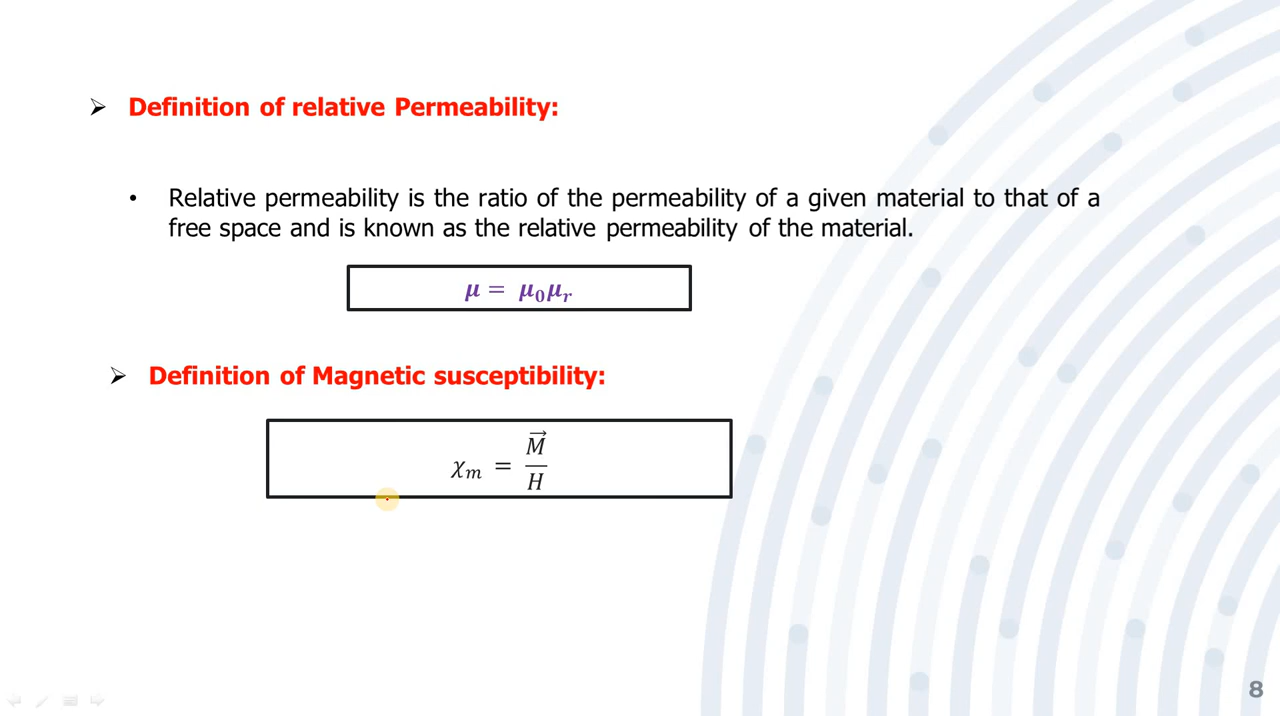 ➢ Definition of relative Permeability:
• Relative permeability is the ratio of the permeability of a given material to that of a
free space and is known as the relative permeability of the material.
𝝁 = 𝝁₀𝝁ᵣ
➢ Definition of Magnetic susceptibility:
χₘ = M⃗ / H
8